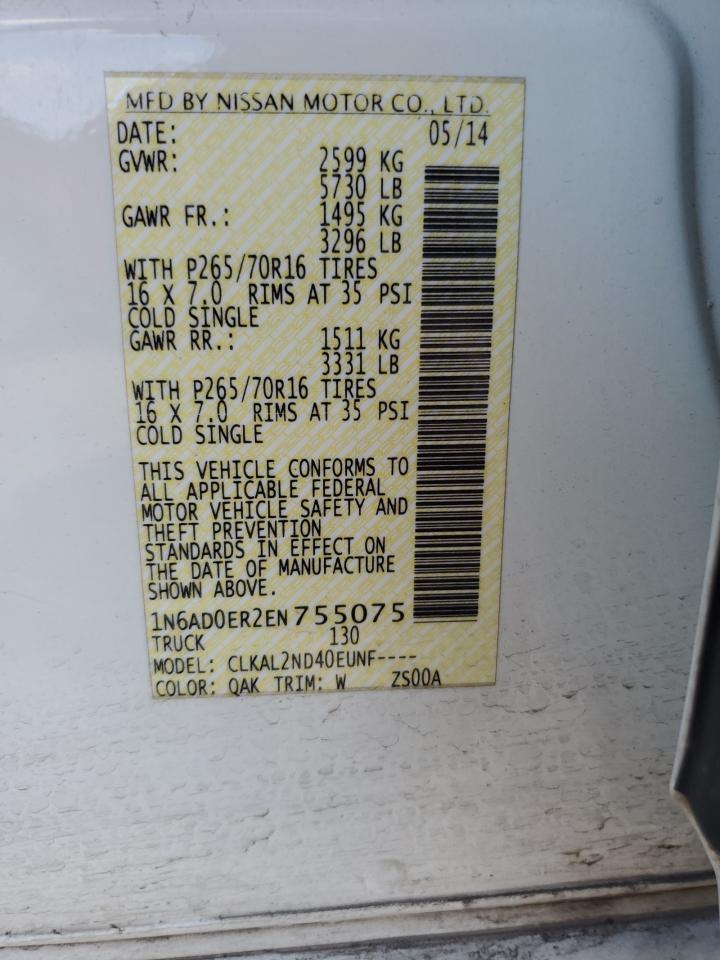 MFD BY NISSAN MOTOR CO., LTD.
DATE: 05/14
GVWR: 2599 KG
5730 LB
GAWR FR.: 1495 KG
3296 LB
WITH P265/70R16 TIRES
16 X 7.0 RIMS AT 35 PSI
COLD SINGLE
GAWR RR.: 1511 KG
3331 LB
WITH P265/70R16 TIRES
16 X 7.0 RIMS AT 35 PSI
COLD SINGLE
THIS VEHICLE CONFORMS TO
ALL APPLICABLE FEDERAL
MOTOR VEHICLE SAFETY AND
THEFT PREVENTION
STANDARDS IN EFFECT ON
THE DATE OF MANUFACTURE
SHOWN ABOVE.
1N6AD0ER2EN755075
TRUCK 130
MODEL: CLKAL2ND40EUNF----
COLOR: QAK TRIM: W ZS00A